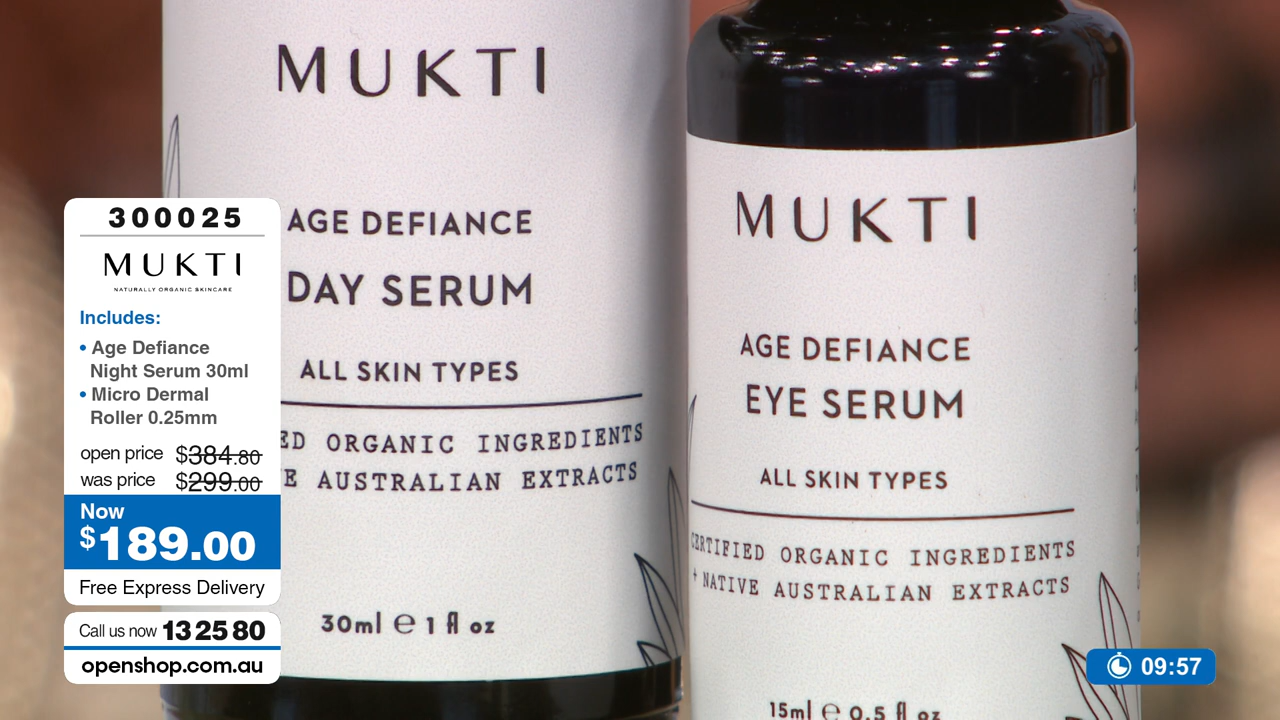 MUKTI
AGE DEFIANCE
DAY SERUM
ALL SKIN TYPES
ORGANIC INGREDIENTS
AUSTRALIAN EXTRACTS
30ml ℮ 1 fl oz
MUKTI
AGE DEFIANCE
EYE SERUM
ALL SKIN TYPES
CERTIFIED ORGANIC INGREDIENTS
+ NATIVE AUSTRALIAN EXTRACTS
15ml ℮ 0.5 fl oz
300025
MUKTI
NATURALLY ORGANIC SKINCARE
Includes:
• Age Defiance
Night Serum 30ml
• Micro Dermal
Roller 0.25mm
open price $384.80
was price $299.00
Now
$189.00
Free Express Delivery
Call us now 13 25 80
openshop.com.au
09:57